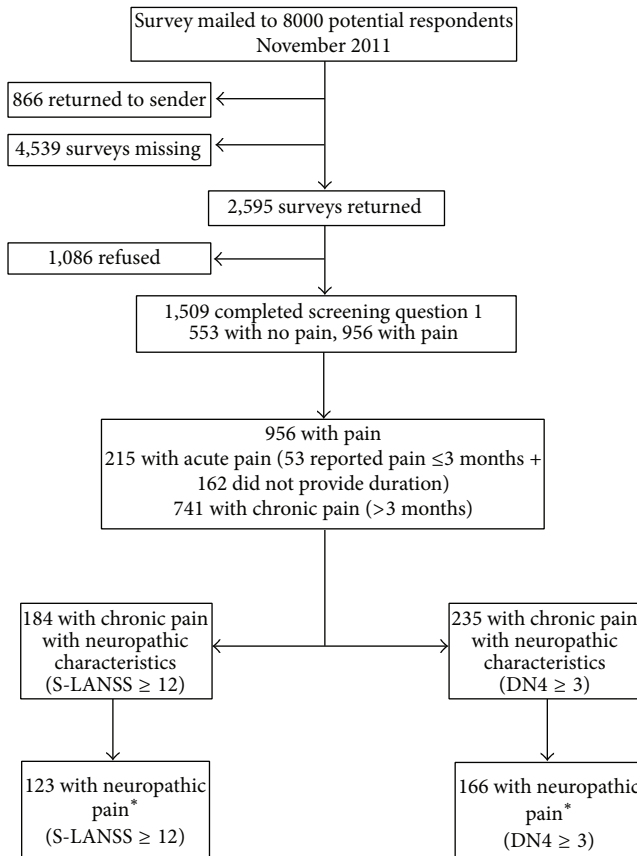 Survey mailed to 8000 potential respondents
November 2011
866 returned to sender
4,539 surveys missing
2,595 surveys returned
1,086 refused
1,509 completed screening question 1
553 with no pain, 956 with pain
956 with pain
215 with acute pain (53 reported pain ≤3 months +
162 did not provide duration)
741 with chronic pain (>3 months)
184 with chronic pain
with neuropathic
characteristics
(S-LANSS ≥ 12)
235 with chronic pain
with neuropathic
characteristics
(DN4 ≥ 3)
123 with neuropathic
pain*
(S-LANSS ≥ 12)
166 with neuropathic
pain*
(DN4 ≥ 3)